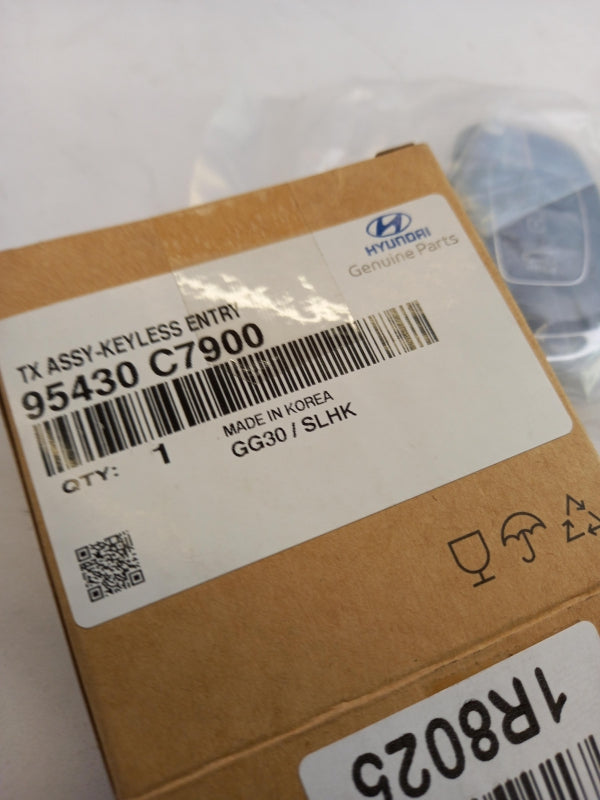 HYUNDAI
Genuine Parts
TX ASSY-KEYLESS ENTRY
95430 C7900
MADE IN KOREA
QTY: 1
GG30 / SLHK
1R8025